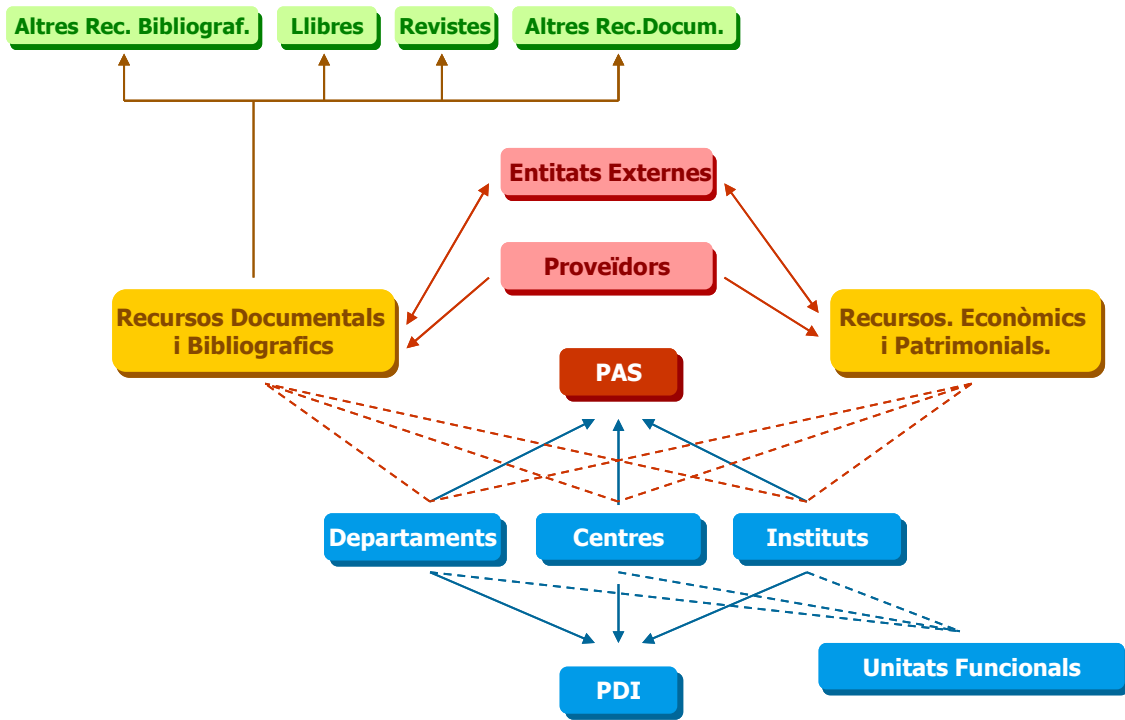 Altres Rec. Bibliograf.
Llibres
Revistes
Altres Rec.Docum.
Entitats Externes
Proveïdors
Recursos Documentals
i Bibliografics
Recursos. Econòmics
i Patrimonials.
PAS
Departaments
Centres
Instituts
Unitats Funcionals
PDI